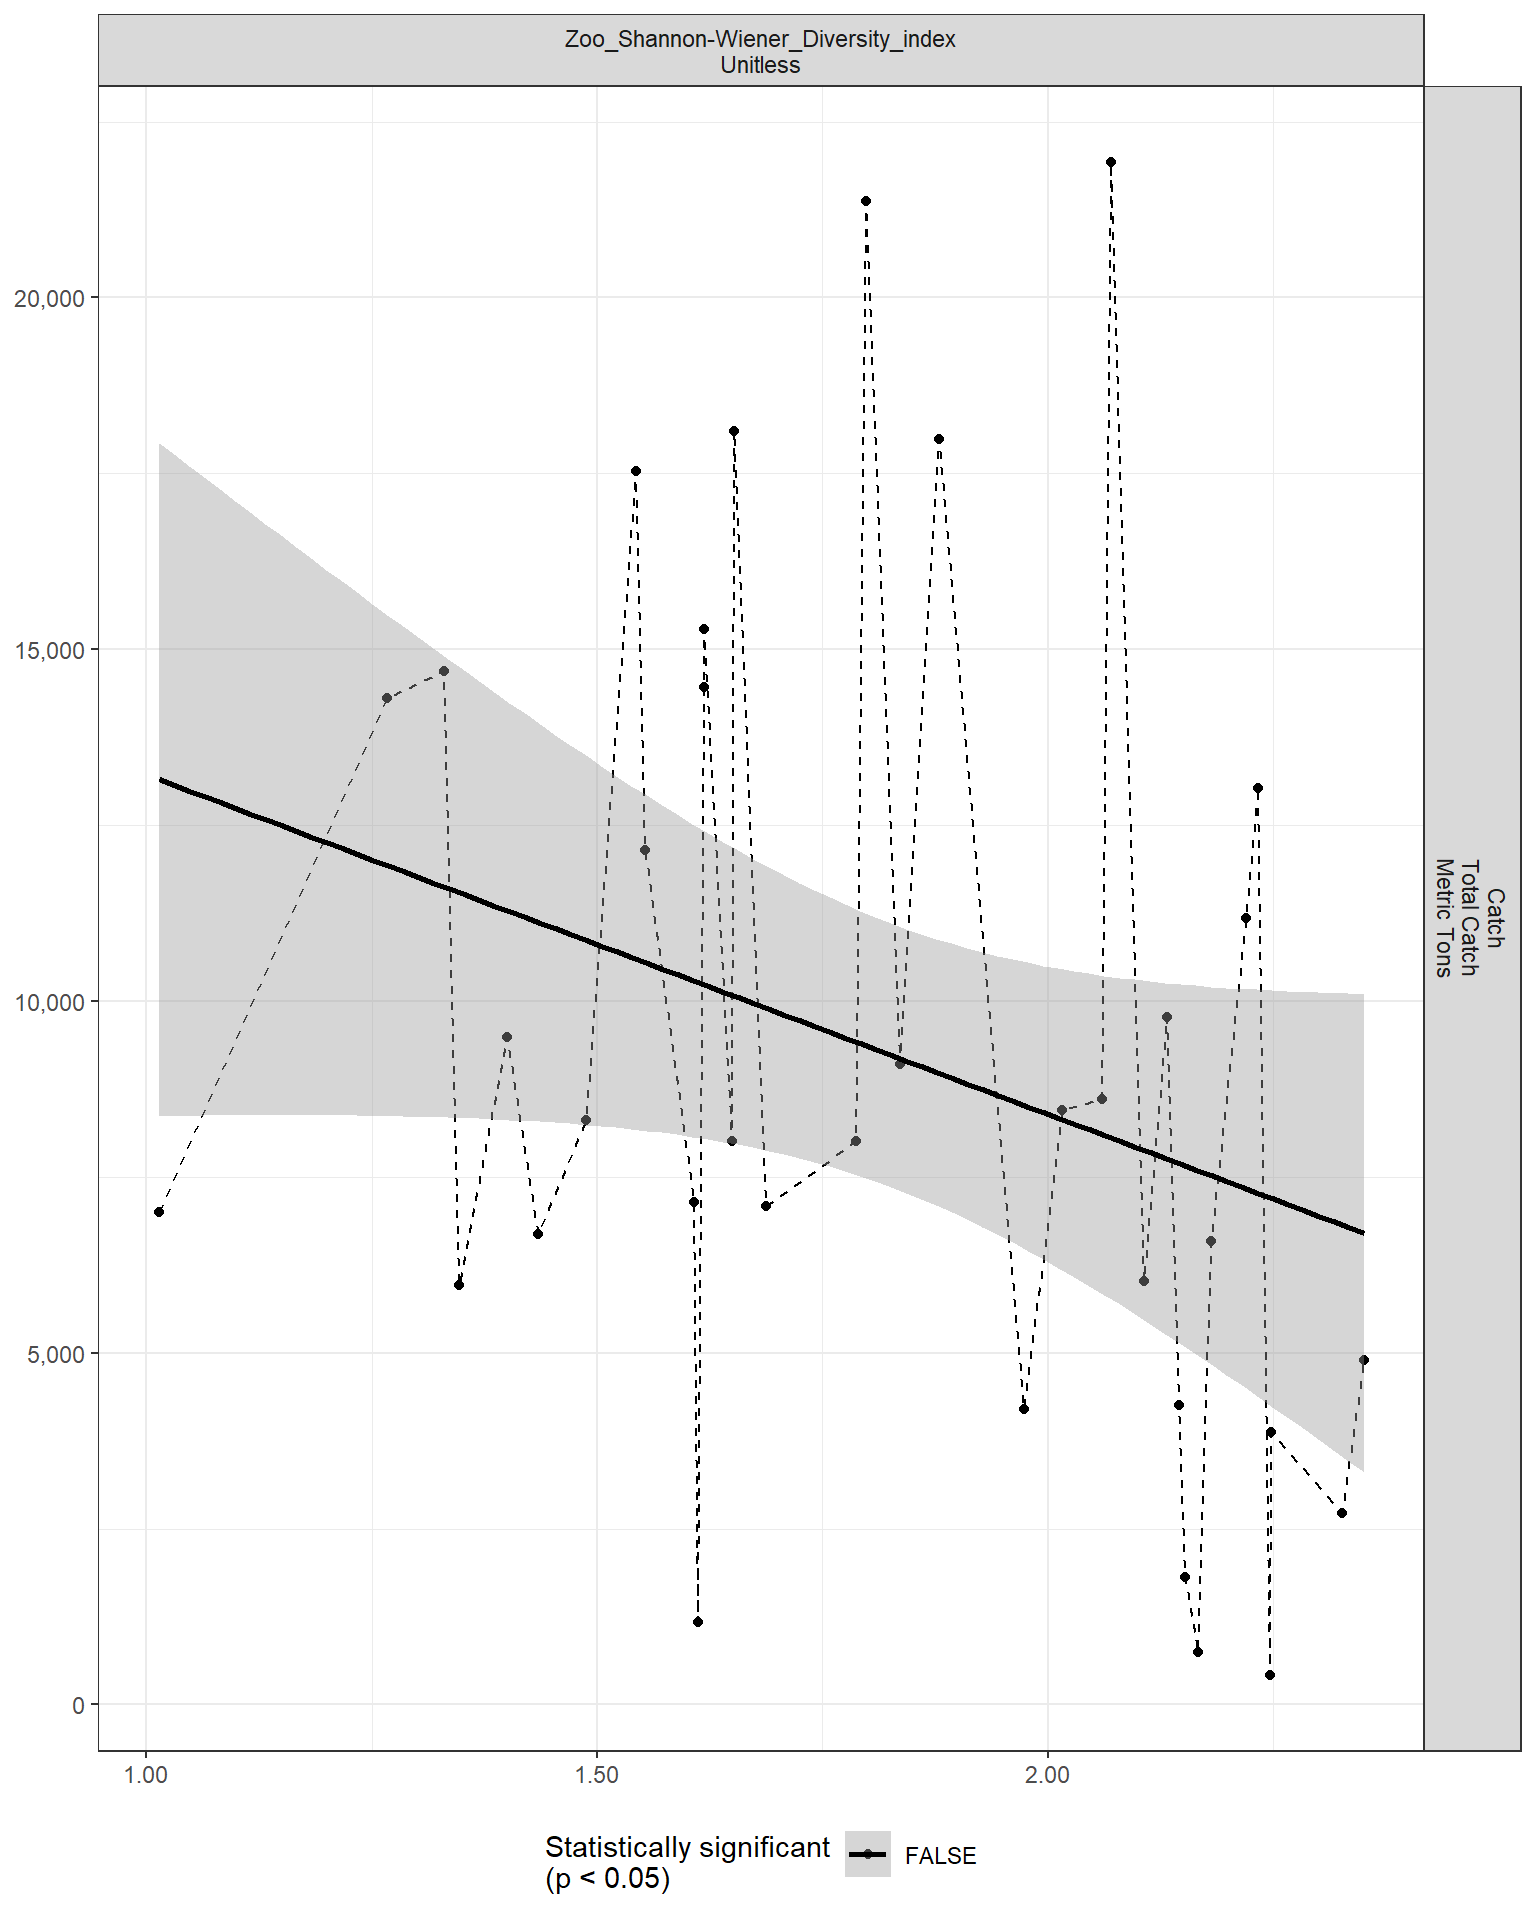 Zoo_Shannon-Wiener_Diversity_index
Unitless
20,000
15,000
10,000
5,000
0
Catch
Total Catch
Metric Tons
1.00
1.50
2.00
Statistically significant
(p < 0.05)
FALSE